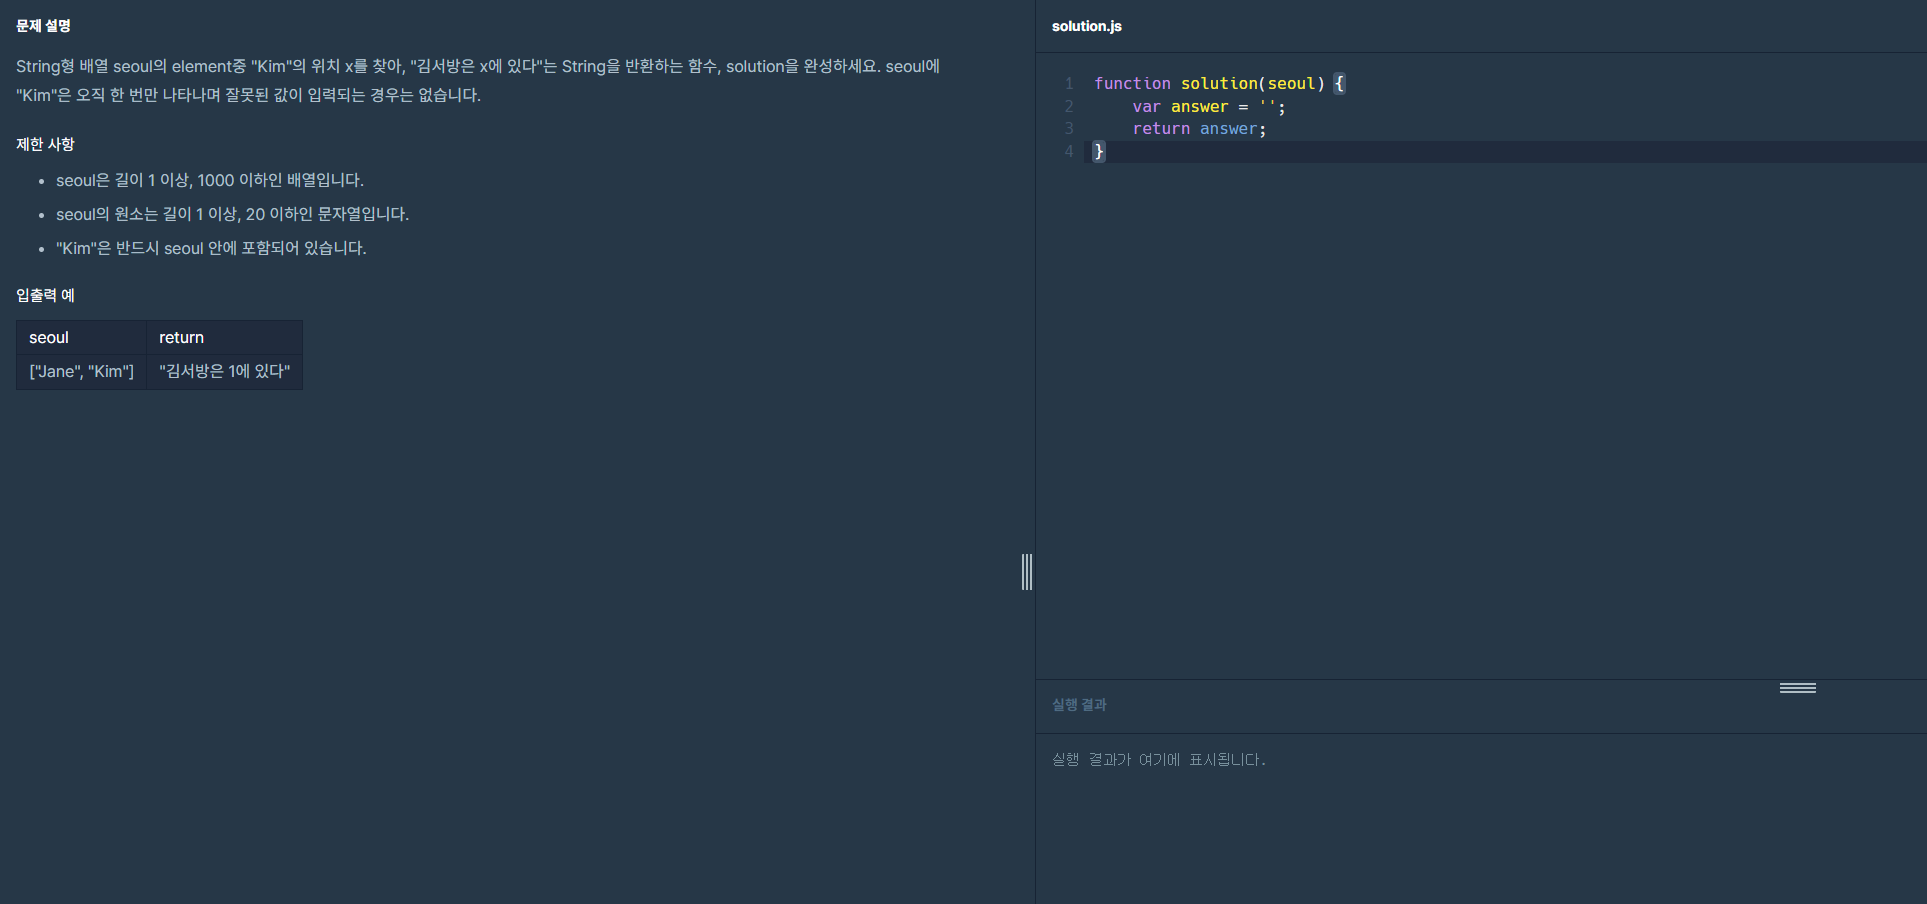 문제 설명
String형 배열 seoul의 element중 "Kim"의 위치 x를 찾아, "김서방은 x에 있다"는 String을 반환하는 함수, solution을 완성하세요. seoul에
"Kim"은 오직 한 번만 나타나며 잘못된 값이 입력되는 경우는 없습니다.
제한 사항
• seoul은 길이 1 이상, 1000 이하인 배열입니다.
• seoul의 원소는 길이 1 이상, 20 이하인 문자열입니다.
• "Kim"은 반드시 seoul 안에 포함되어 있습니다.
입출력 예
seoul return
["Jane", "Kim"] "김서방은 1에 있다"
solution.js
1 function solution(seoul) {
2     var answer = '';
3     return answer;
4 }
실행 결과
실행 결과가 여기에 표시됩니다.